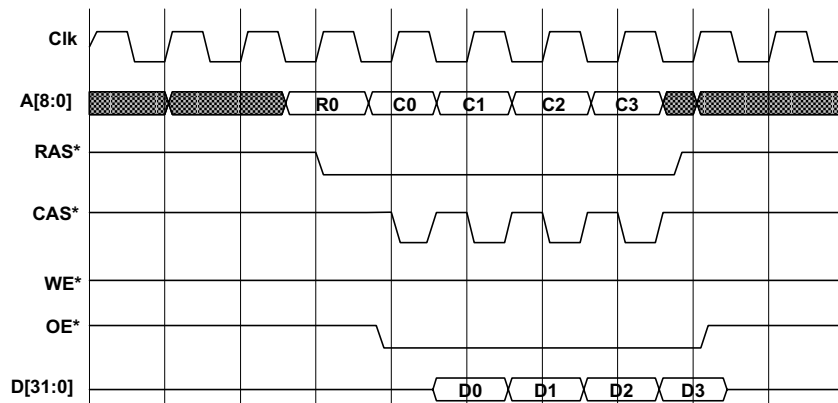 Clk
A[8:0] R0 C0 C1 C2 C3
RAS*
CAS*
WE*
OE*
D[31:0] D0 D1 D2 D3